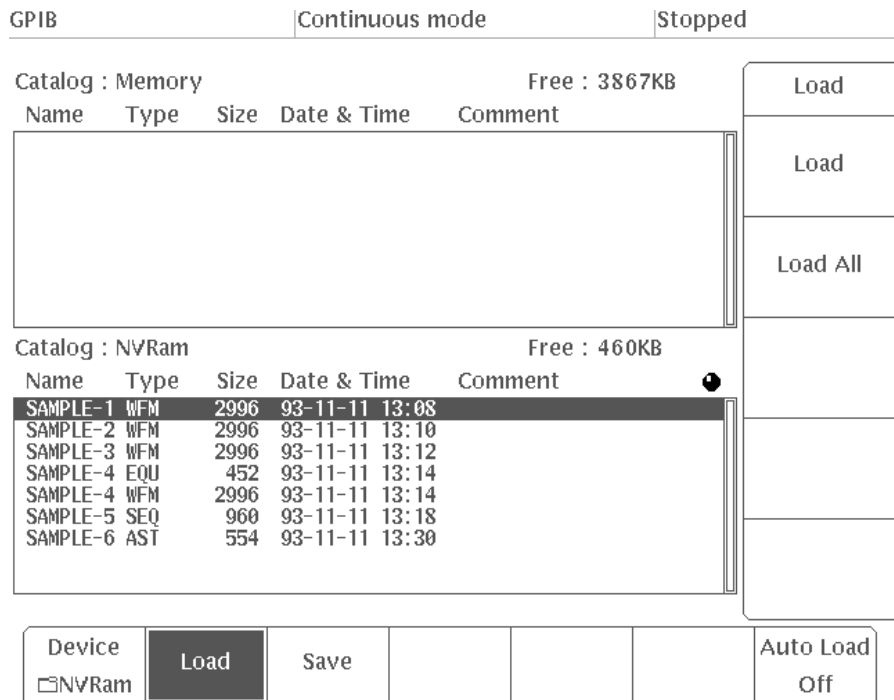 GPIB Continuous mode Stopped
Catalog : Memory Free : 3867KB
Name Type Size Date & Time Comment
Catalog : NVRam Free : 460KB
Name Type Size Date & Time Comment
SAMPLE-1 WFM 2996 93-11-11 13:08
SAMPLE-2 WFM 2996 93-11-11 13:10
SAMPLE-3 WFM 2996 93-11-11 13:12
SAMPLE-4 EQU 452 93-11-11 13:14
SAMPLE-4 WFM 2996 93-11-11 13:14
SAMPLE-5 SEQ 960 93-11-11 13:18
SAMPLE-6 AST 554 93-11-11 13:30
Load
Load
Load All
Device
NVRam
Load
Save
Auto Load
Off